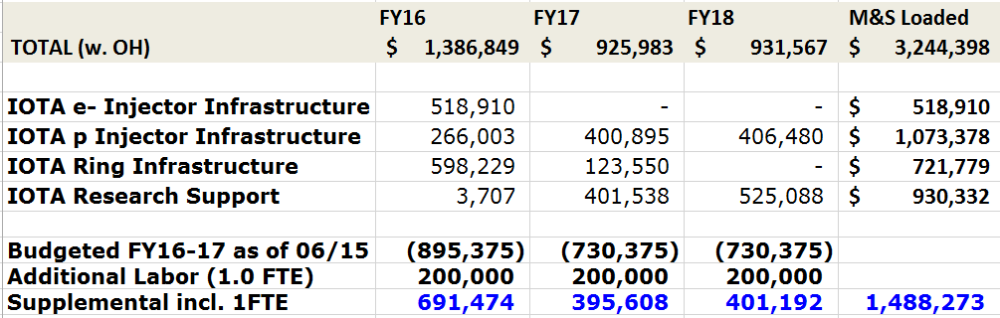 FY16 FY17 FY18 M&S Loaded
TOTAL (w. OH) $ 1,386,849 $ 925,983 $ 931,567 $ 3,244,398
IOTA e- Injector Infrastructure 518,910 - - $ 518,910
IOTA p Injector Infrastructure 266,003 400,895 406,480 $ 1,073,378
IOTA Ring Infrastructure 598,229 123,550 - $ 721,779
IOTA Research Support 3,707 401,538 525,088 $ 930,332
Budgeted FY16-17 as of 06/15 (895,375) (730,375) (730,375)
Additional Labor (1.0 FTE) 200,000 200,000 200,000
Supplemental incl. 1FTE 691,474 395,608 401,192 1,488,273